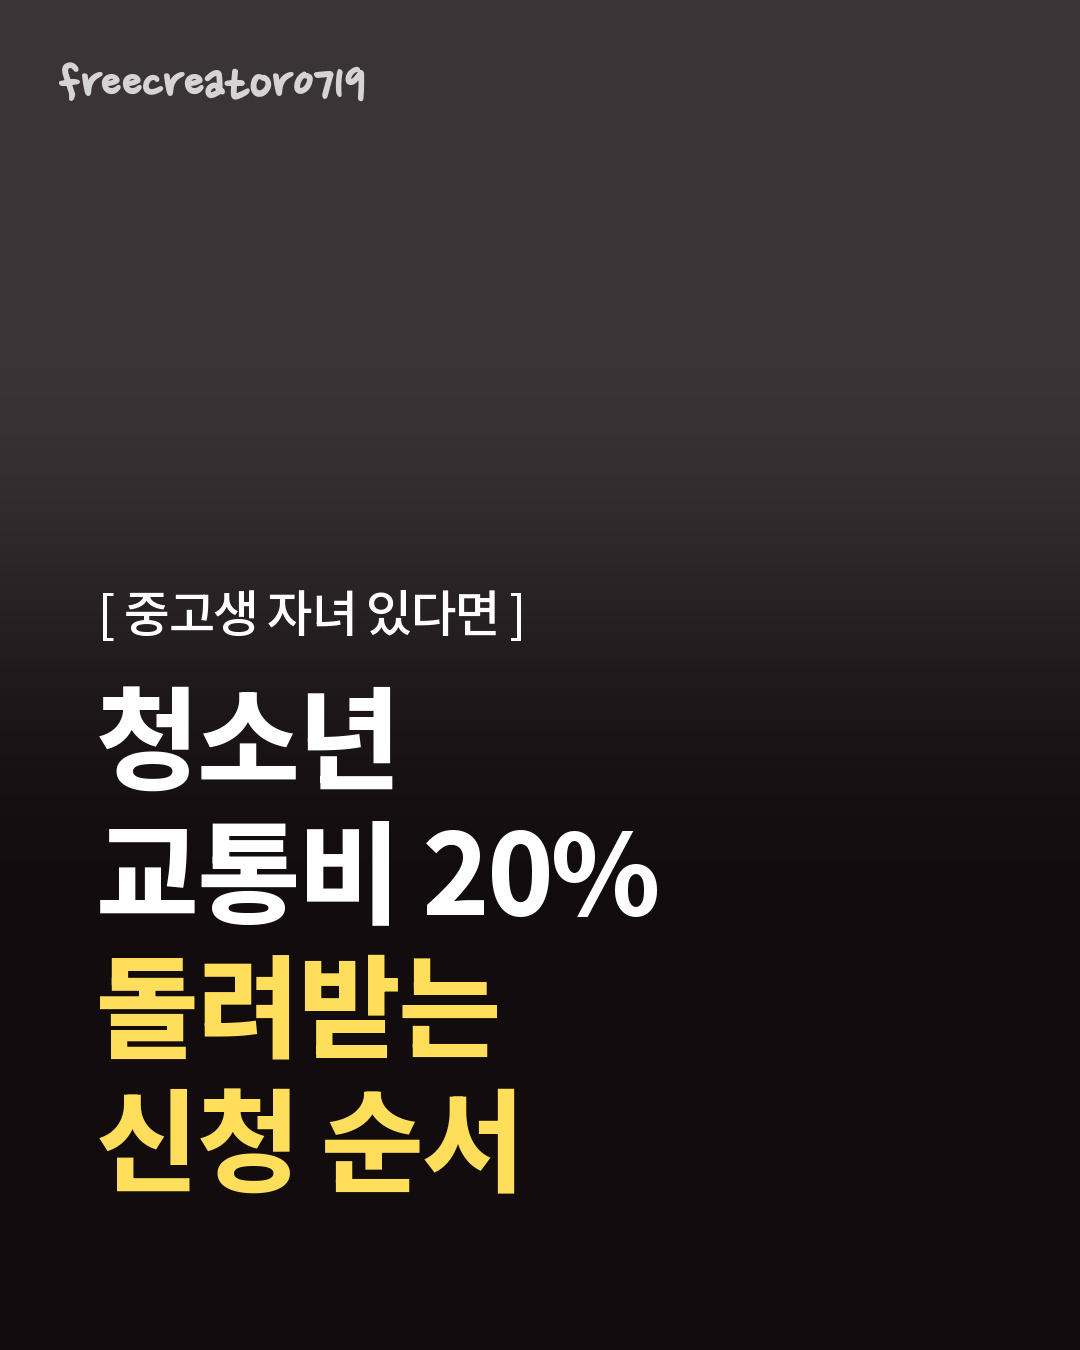 freecreator0719
[ 중고생 자녀 있다면 ]
청소년
교통비 20%
돌려받는
신청 순서